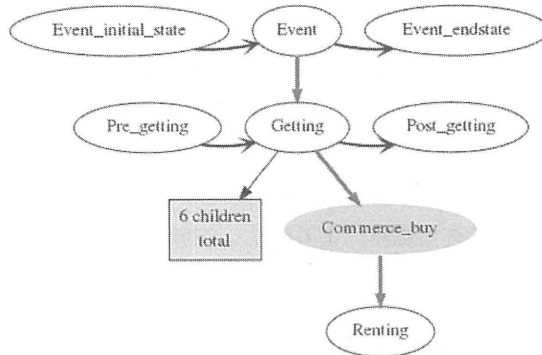 Event_initial_state
Event
Event_endstate
Pre_getting
Getting
Post_getting
6 children
total
Commerce_buy
Renting